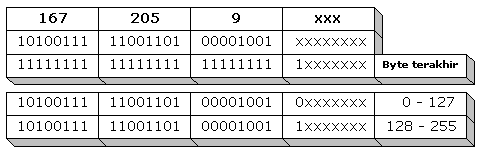 167 205 9 xxx
10100111 11001101 00001001 xxxxxxxx
11111111 11111111 11111111 1xxxxxxx Byte terakhir
10100111 11001101 00001001 0xxxxxxx 0 - 127
10100111 11001101 00001001 1xxxxxxx 128 - 255